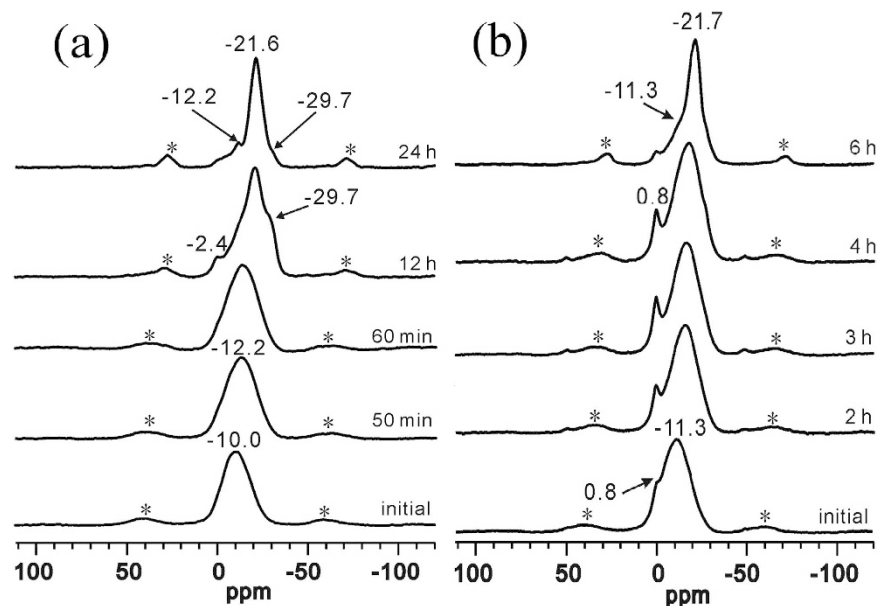 (a)
-21.6
-12.2
-29.7
* *
24 h
-29.7
-2.4
* *
12 h
* *
60 min
-12.2
* *
50 min
-10.0
* *
initial
100 50 0 -50 -100
ppm
(b)
-21.7
-11.3
* *
6 h
0.8
* *
4 h
* *
3 h
* *
2 h
-11.3
0.8
* *
initial
100 50 0 -50 -100
ppm